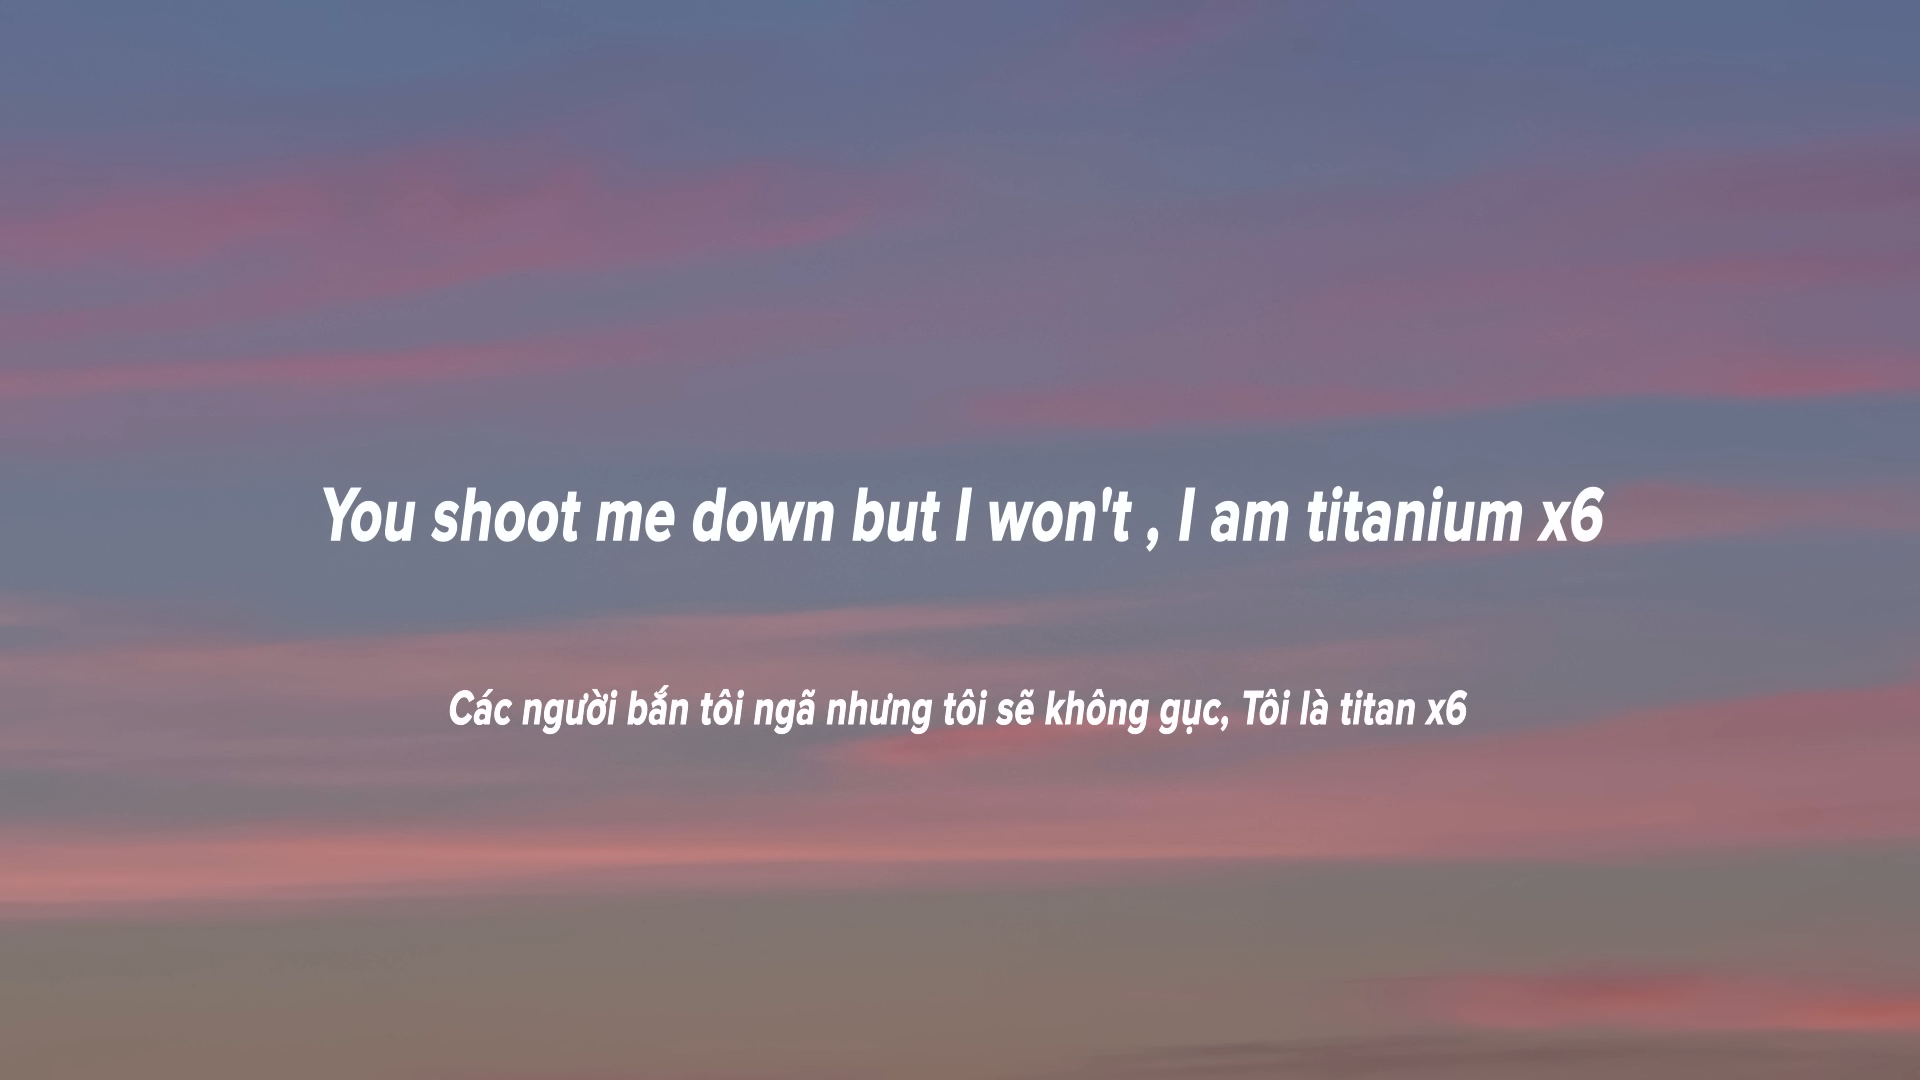 You shoot me down but I won't , I am titanium x6
Các người bắn tôi ngã nhưng tôi sẽ không gục, Tôi là titan x6